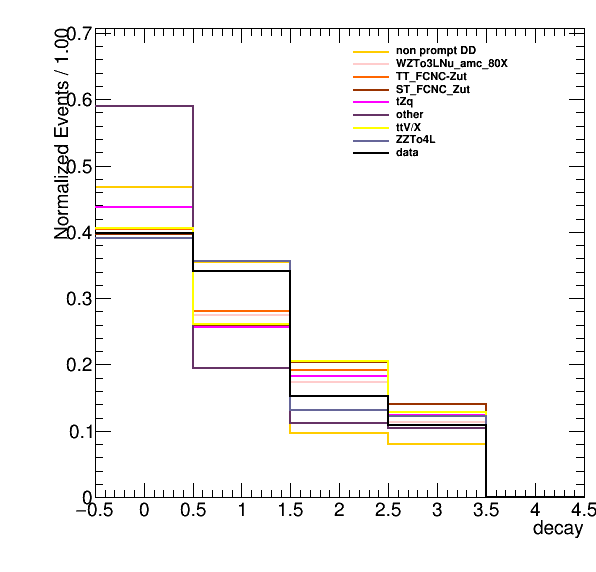 Normalized Events / 1.00
0.7
0.6
0.5
0.4
0.3
0.2
0.1
0
non prompt DD
WZTo3LNu_amc_80X
TT_FCNC-Zut
ST_FCNC_Zut
tZq
other
ttV/X
ZZTo4L
data
−0.5 0 0.5 1 1.5 2 2.5 3 3.5 4 4.5
decay